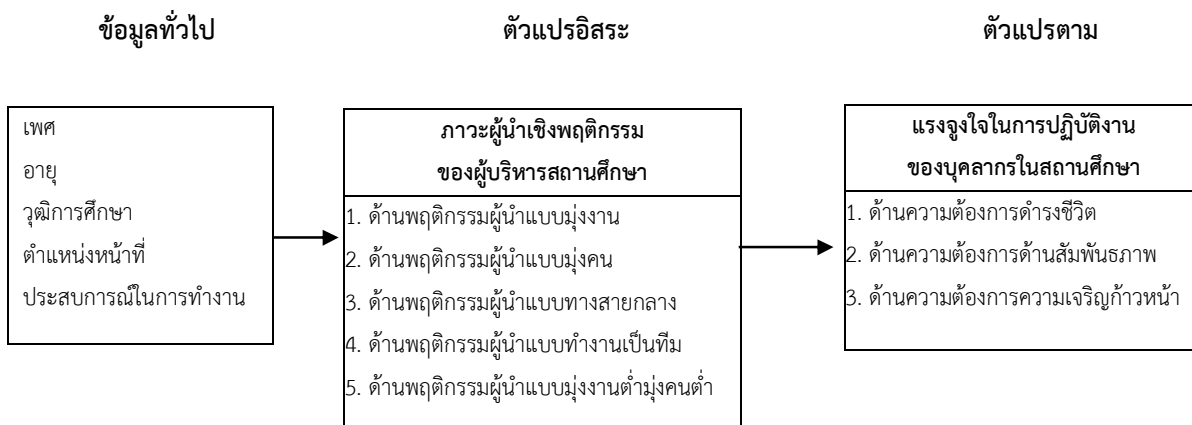 ข้อมูลทั่วไป
ตัวแปรอิสระ
ตัวแปรตาม
เพศ
อายุ
วุฒิการศึกษา
ตำแหน่งหน้าที่
ประสบการณ์ในการทำงาน
ภาวะผู้นำเชิงพฤติกรรม
ของผู้บริหารสถานศึกษา
1. ด้านพฤติกรรมผู้นำแบบมุ่งงาน
2. ด้านพฤติกรรมผู้นำแบบมุ่งคน
3. ด้านพฤติกรรมผู้นำแบบทางสายกลาง
4. ด้านพฤติกรรมผู้นำแบบทำงานเป็นทีม
5. ด้านพฤติกรรมผู้นำแบบมุ่งงานต่ำมุ่งคนต่ำ
แรงจูงใจในการปฏิบัติงาน
ของบุคลากรในสถานศึกษา
1. ด้านความต้องการดำรงชีวิต
2. ด้านความต้องการด้านสัมพันธภาพ
3. ด้านความต้องการความเจริญก้าวหน้า